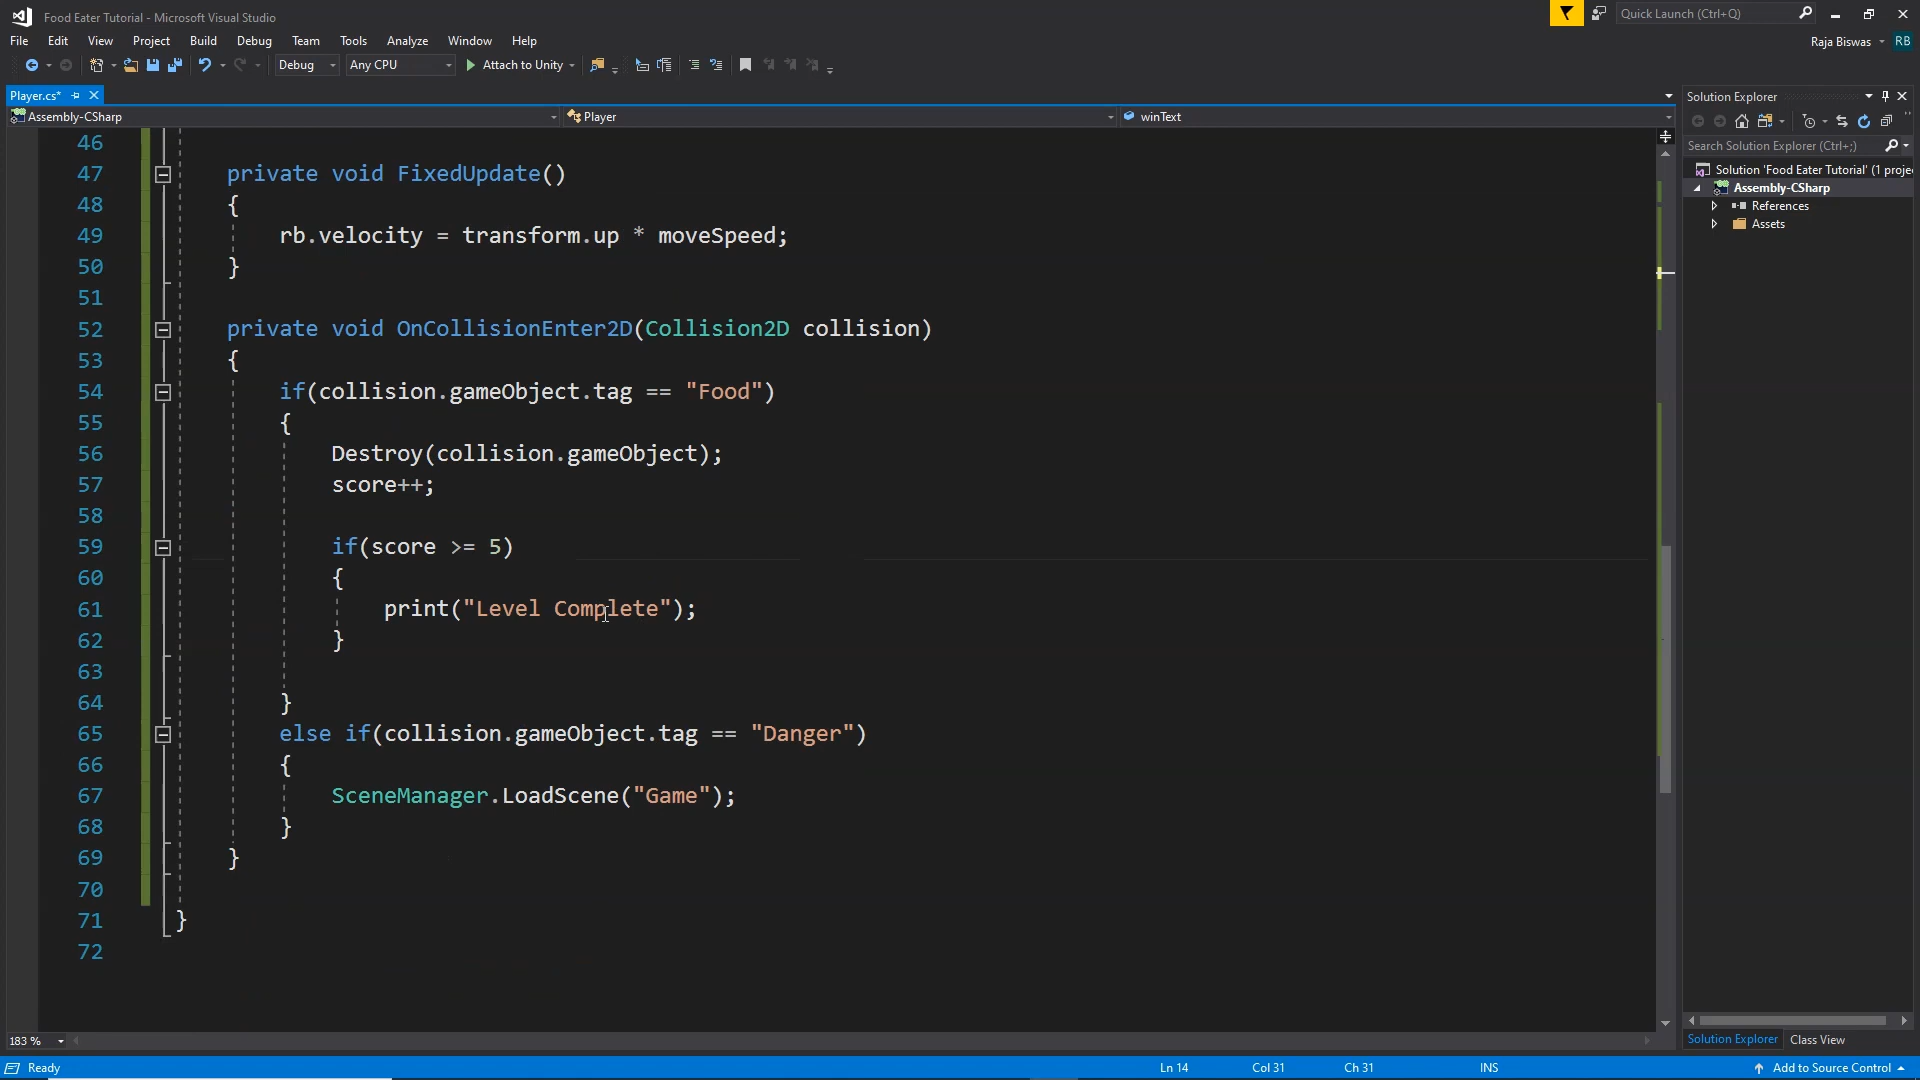 Food Eater Tutorial - Microsoft Visual Studio
Quick Launch (Ctrl+Q)
File Edit View Project Build Debug Team Tools Analyze Window Help
Raja Biswas RB
Debug Any CPU Attach to Unity
Player.cs*
Assembly-CSharp Player winText
46
47 private void FixedUpdate()
48 {
49 rb.velocity = transform.up * moveSpeed;
50 }
51
52 private void OnCollisionEnter2D(Collision2D collision)
53 {
54 if(collision.gameObject.tag == "Food")
55 {
56 Destroy(collision.gameObject);
57 score++;
58
59 if(score >= 5)
60 {
61 print("Level Complete");
62 }
63
64 }
65 else if(collision.gameObject.tag == "Danger")
66 {
67 SceneManager.LoadScene("Game");
68 }
69 }
70
71 }
72
183 %
Solution Explorer
Search Solution Explorer (Ctrl+;)
Solution 'Food Eater Tutorial' (1 proje
Assembly-CSharp
References
Assets
Solution Explorer Class View
Ready Ln 14 Col 31 Ch 31 INS Add to Source Control